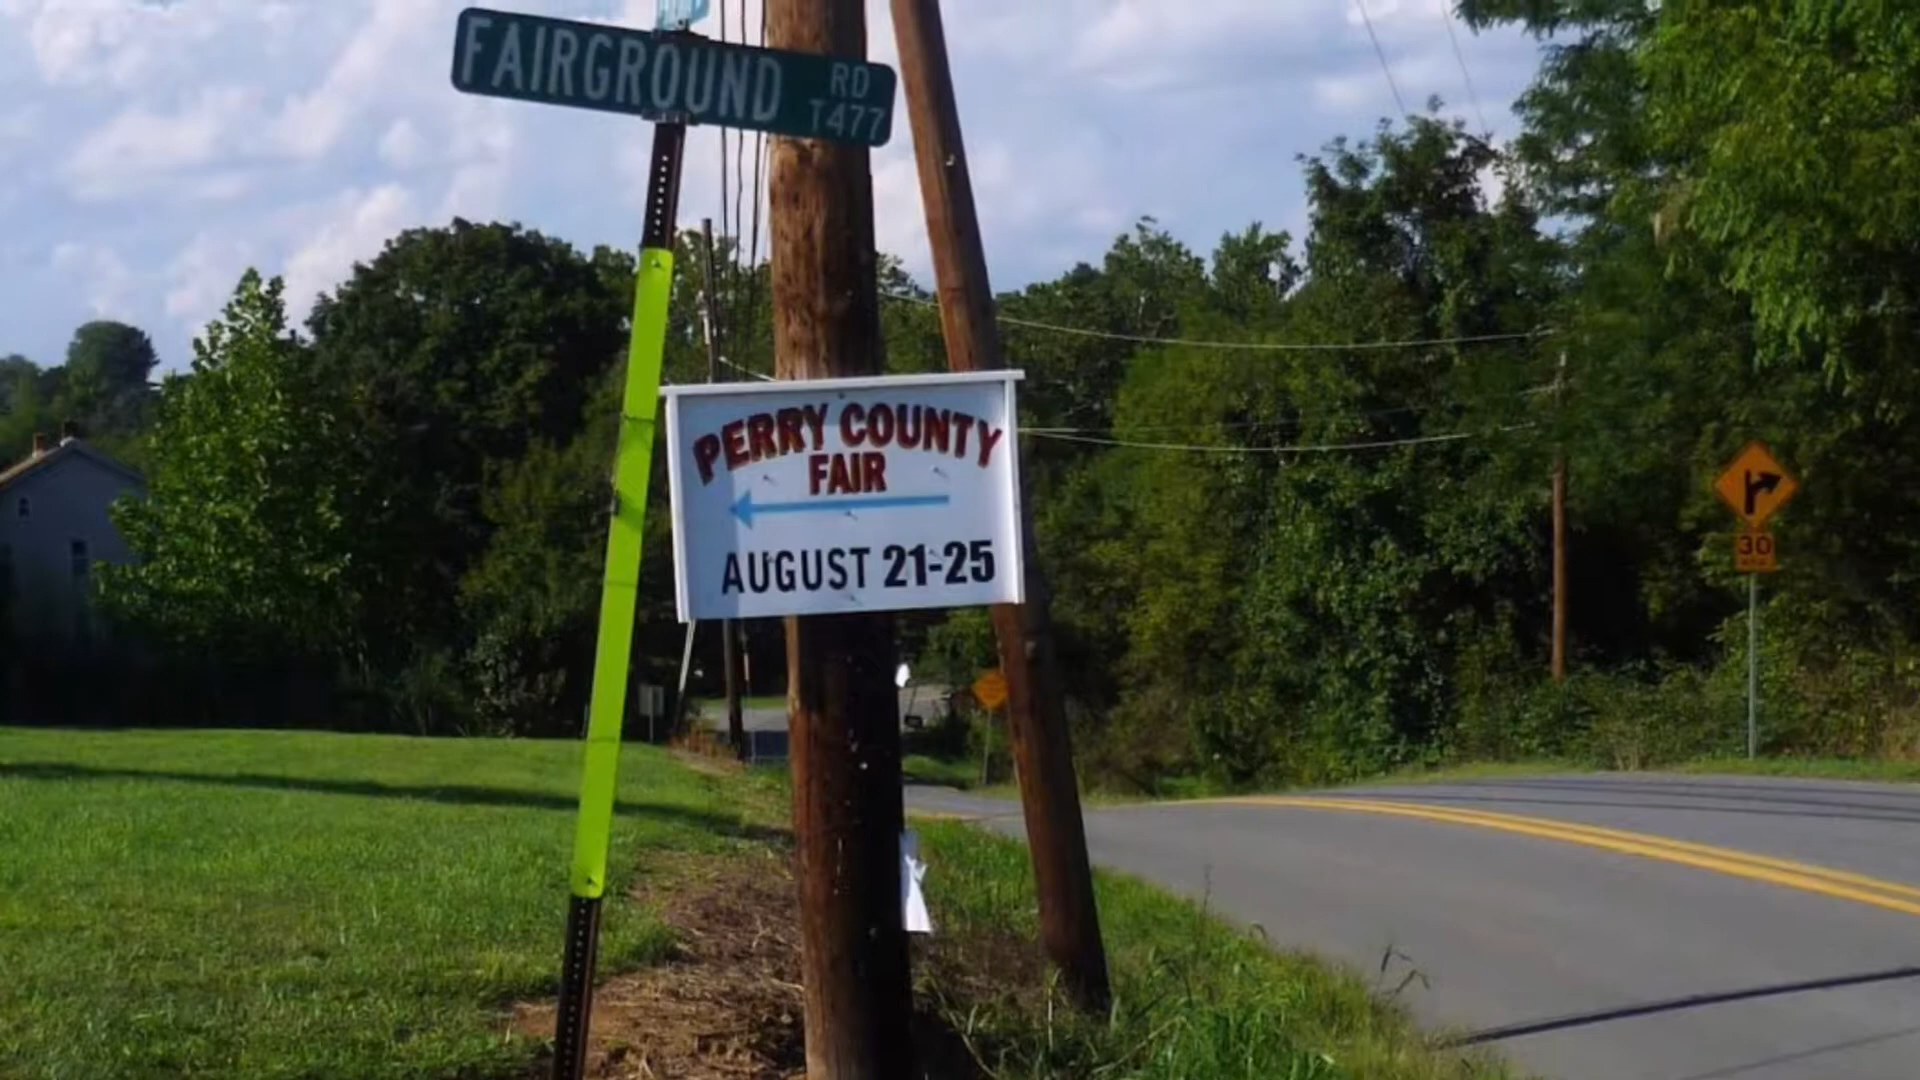 FAIRGROUND RD
T477
PERRY COUNTY
FAIR
AUGUST 21-25
30